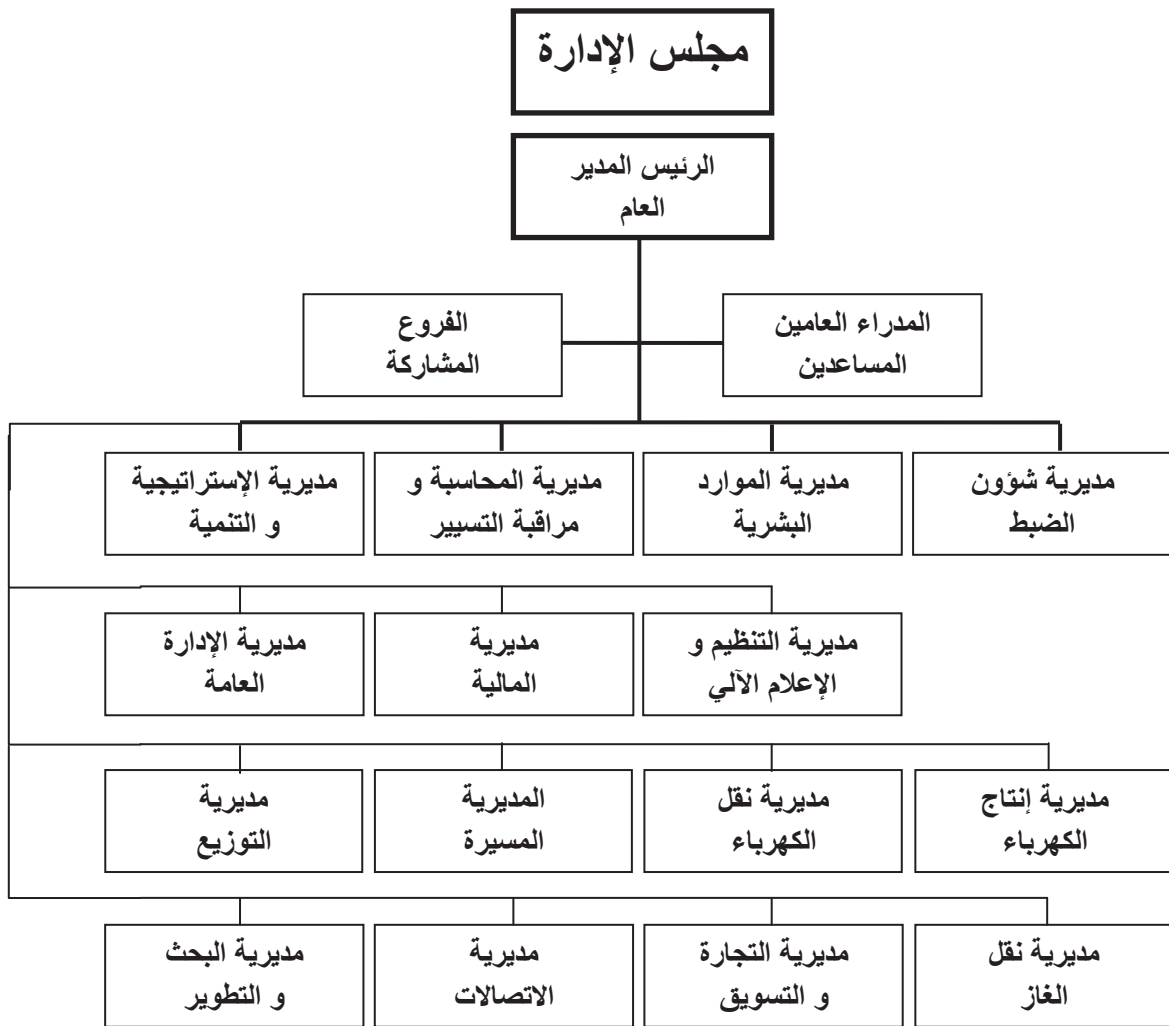 مجلس الإدارة
الرئيس المدير
العام
المدراء العامين
المساعدين
الفروع
المشاركة
مديرية شؤون
الضبط
مديرية الموارد
البشرية
مديرية المحاسبة و
مراقبة التسيير
مديرية الإستراتيجية
و التنمية
مديرية التنظيم و
الإعلام الآلي
مديرية
المالية
مديرية الإدارة
العامة
مديرية إنتاج
الكهرباء
مديرية نقل
الكهرباء
المديرية
المسيرة
مديرية
التوزيع
مديرية نقل
الغاز
مديرية التجارة
و التسويق
مديرية
الاتصالات
مديرية البحث
و التطوير